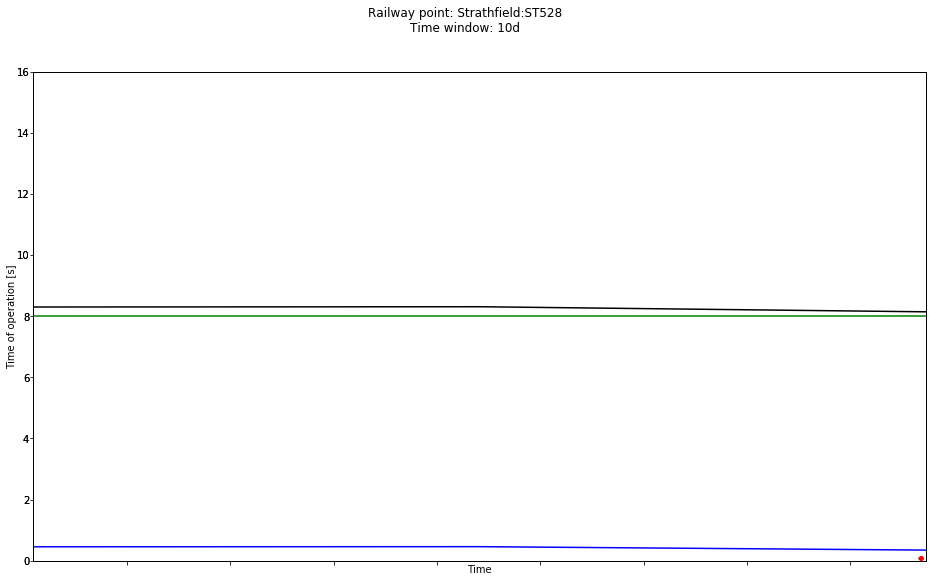 Railway point: Strathfield:ST528
Time window: 10d
16
14
12
10
8
6
4
2
0
Time of operation [s]
Time